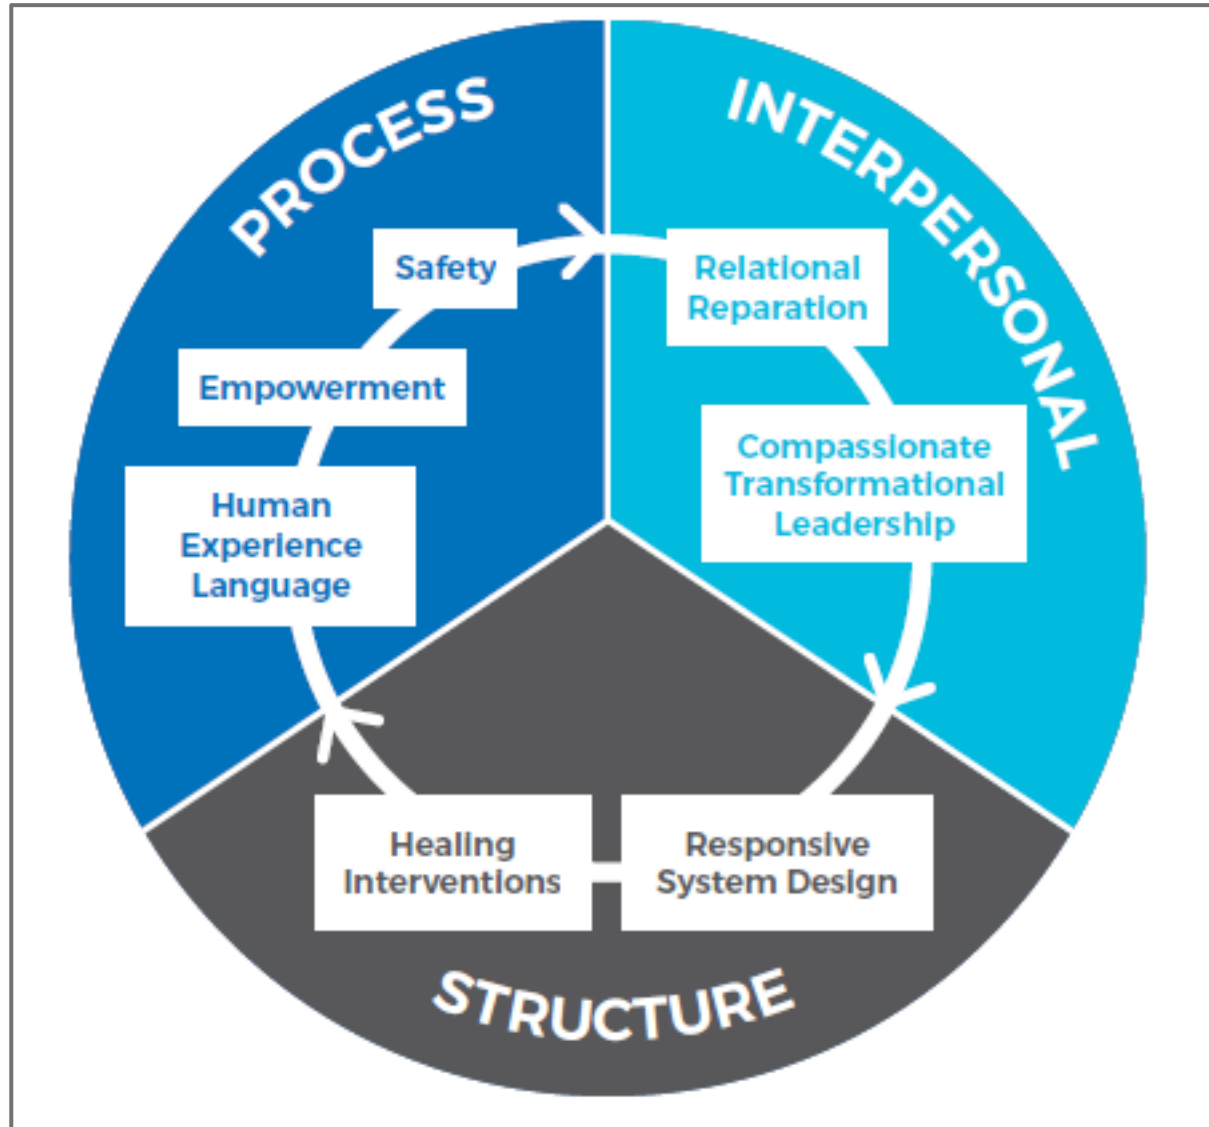 PROCESS
Safety
Empowerment
Human
Experience
Language
INTERPERSONAL
Relational
Reparation
Compassionate
Transformational
Leadership
Healing
Interventions
Responsive
System Design
STRUCTURE